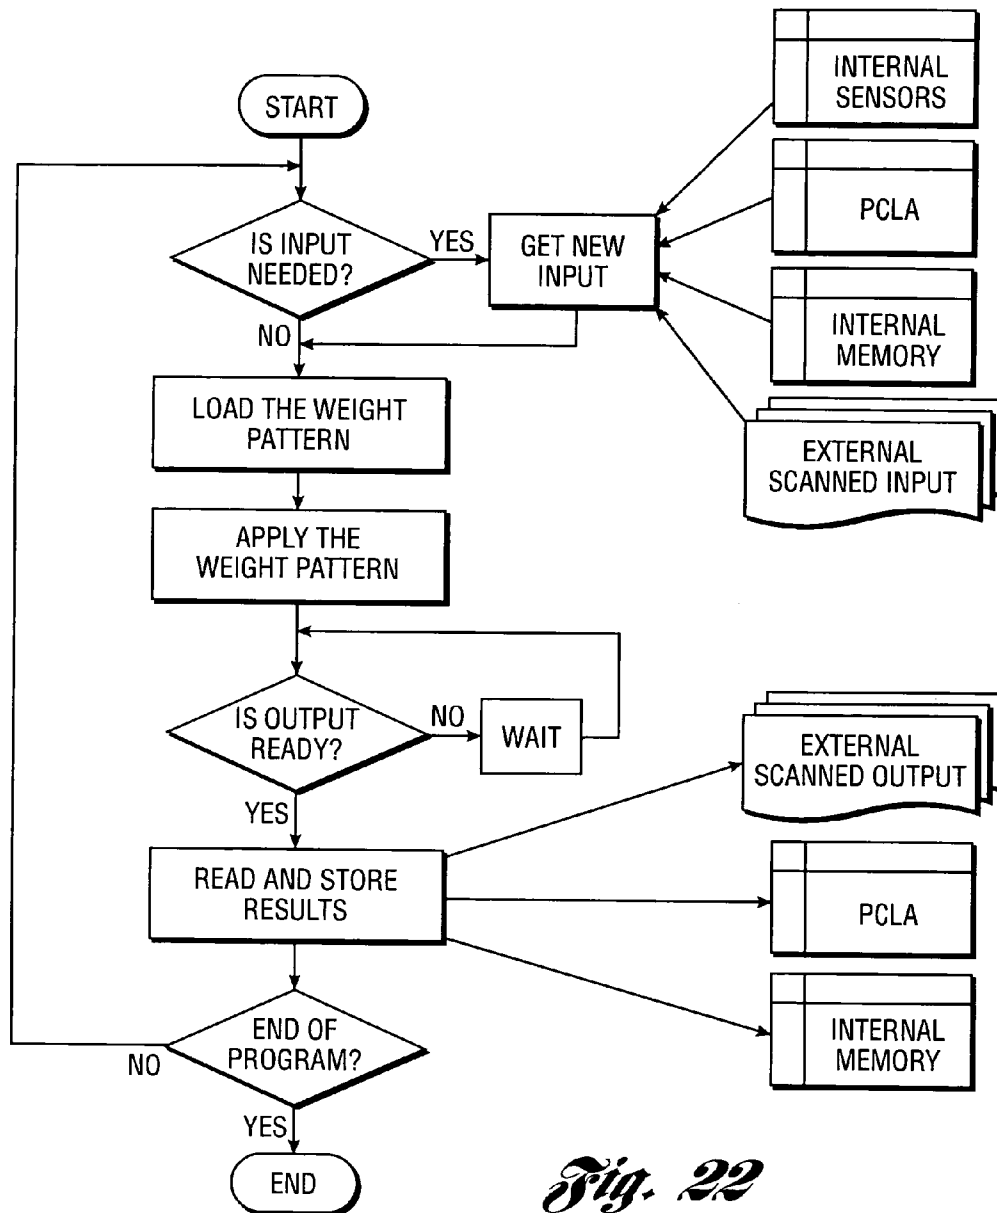 START
IS INPUT
NEEDED?
YES
GET NEW
INPUT
INTERNAL
SENSORS
PCLA
INTERNAL
MEMORY
EXTERNAL
SCANNED INPUT
NO
LOAD THE WEIGHT
PATTERN
APPLY THE
WEIGHT PATTERN
IS OUTPUT
READY?
NO
WAIT
YES
EXTERNAL
SCANNED OUTPUT
READ AND STORE
RESULTS
PCLA
INTERNAL
MEMORY
END OF
PROGRAM?
NO
YES
END
Fig. 22